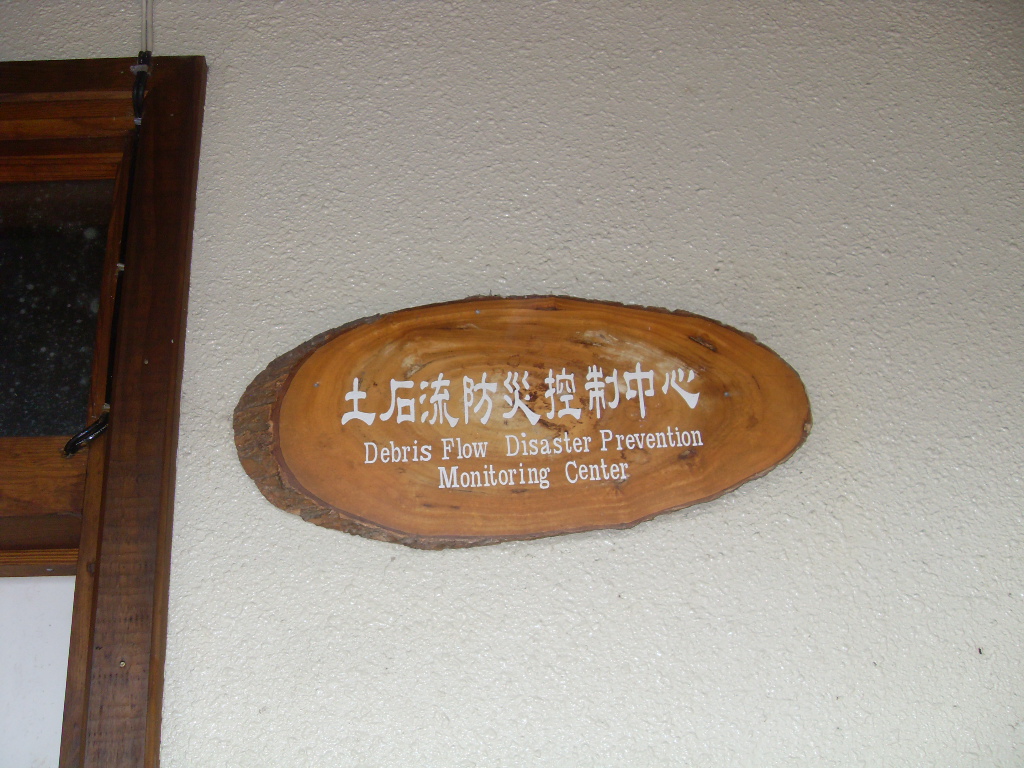 土石流防災控制中心
Debris Flow Disaster Prevention
Monitoring Center